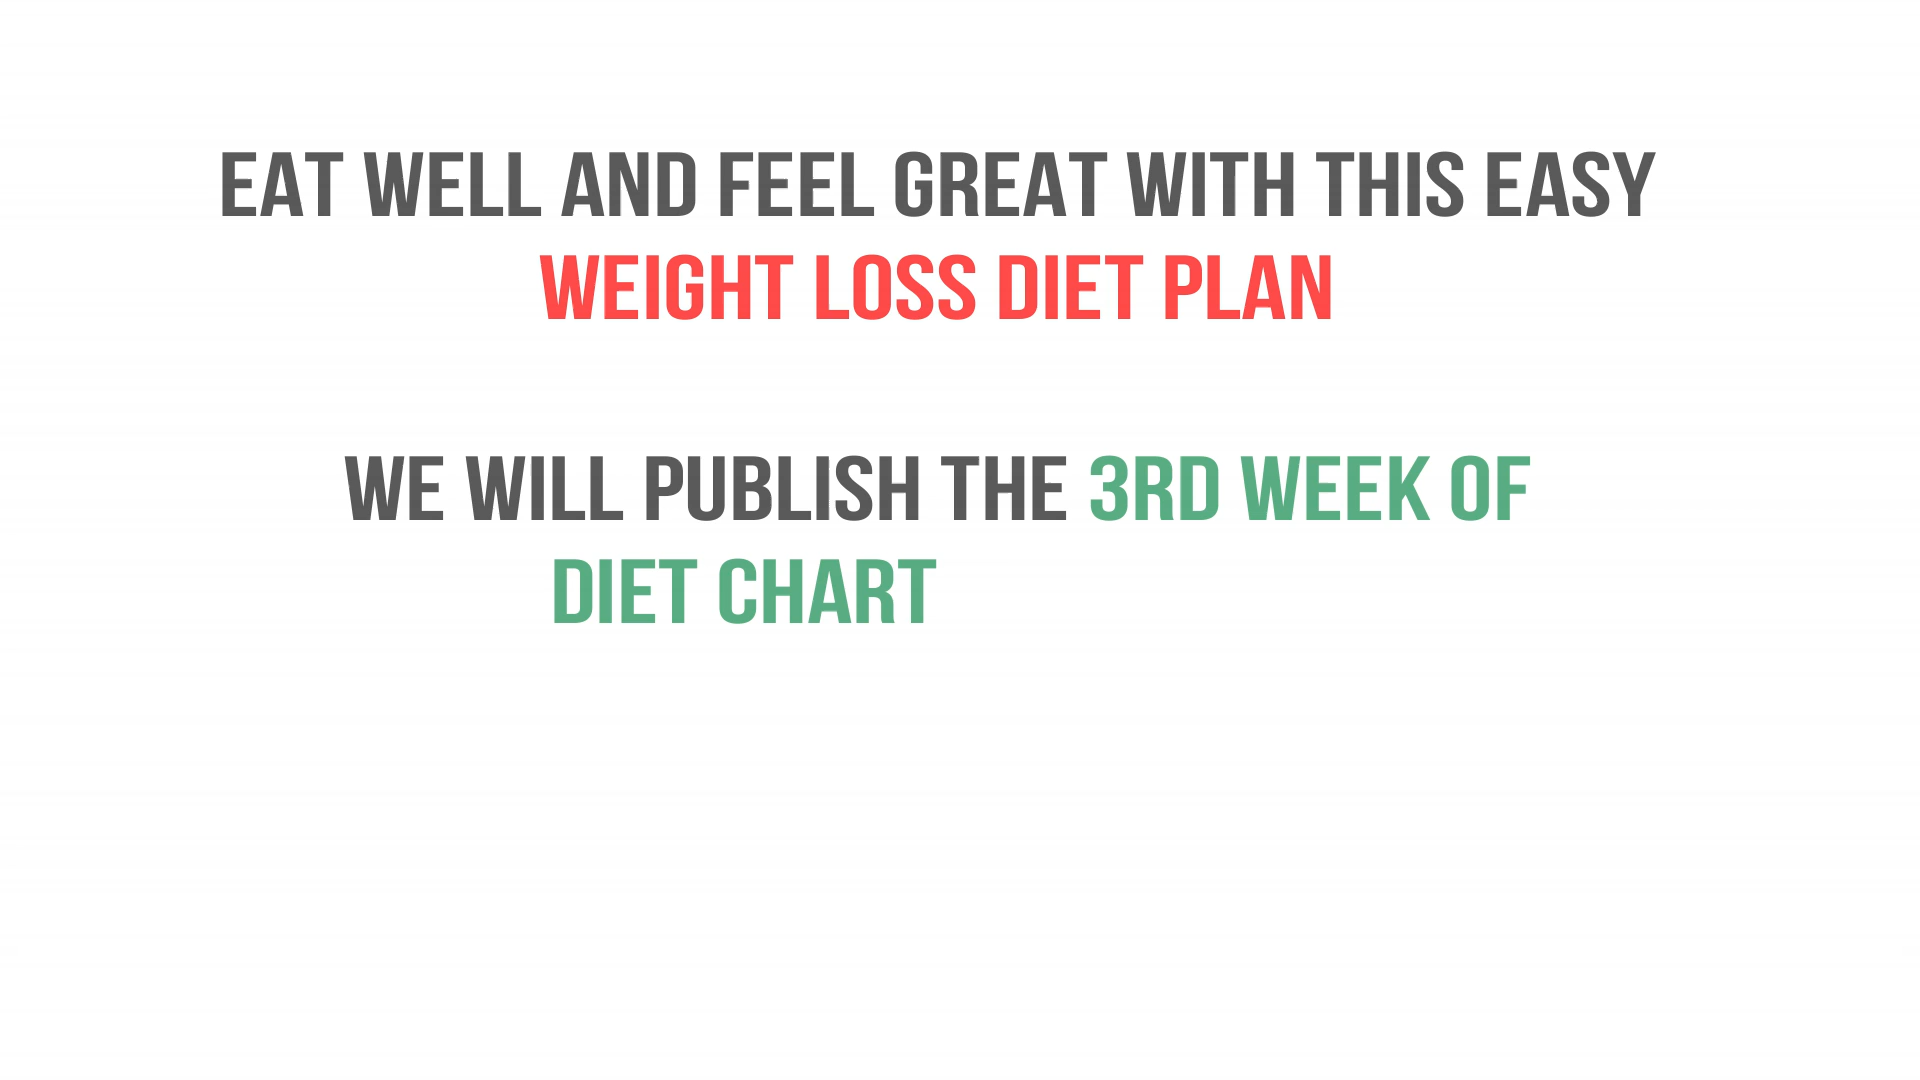 EAT WELL AND FEEL GREAT WITH THIS EASY
WEIGHT LOSS DIET PLAN
WE WILL PUBLISH THE 3RD WEEK OF
DIET CHART